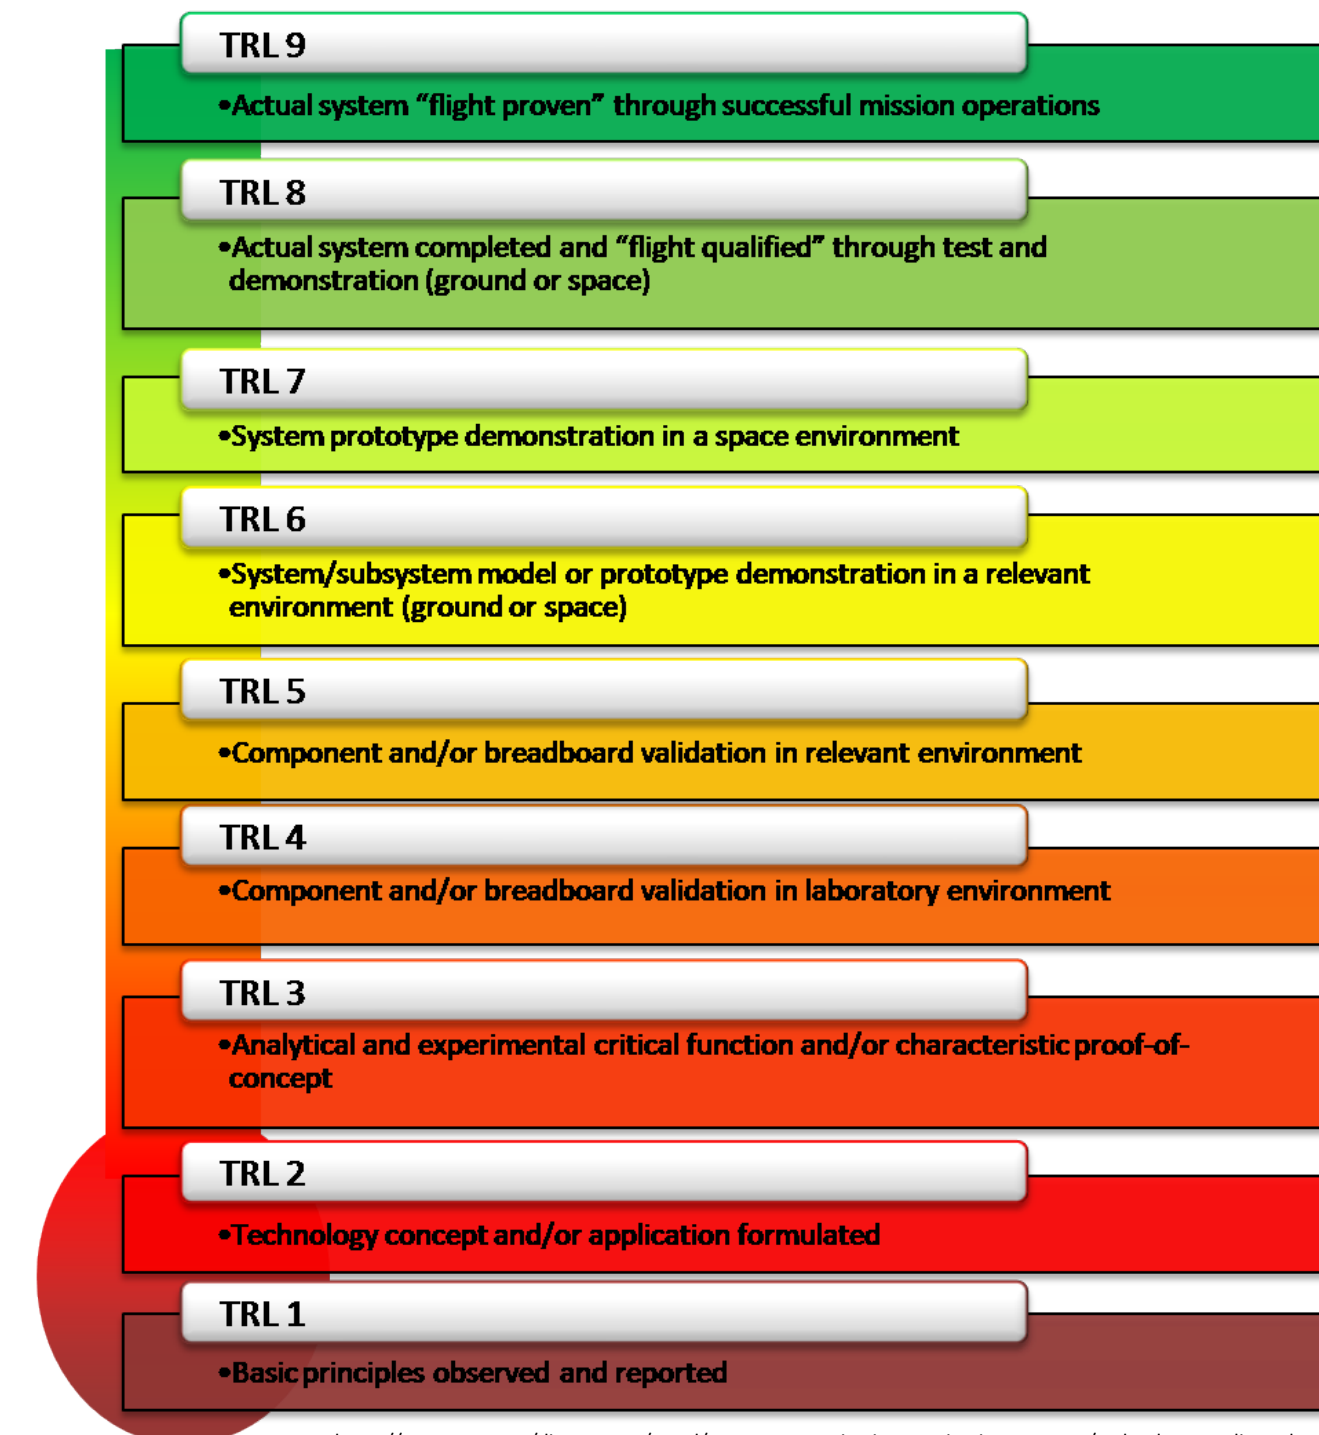 TRL 9
•Actual system “flight proven” through successful mission operations
TRL 8
•Actual system completed and “flight qualified” through test and
demonstration (ground or space)
TRL 7
•System prototype demonstration in a space environment
TRL 6
•System/subsystem model or prototype demonstration in a relevant
environment (ground or space)
TRL 5
•Component and/or breadboard validation in relevant environment
TRL 4
•Component and/or breadboard validation in laboratory environment
TRL 3
•Analytical and experimental critical function and/or characteristic proof-of-
concept
TRL 2
•Technology concept and/or application formulated
TRL 1
•Basic principles observed and reported